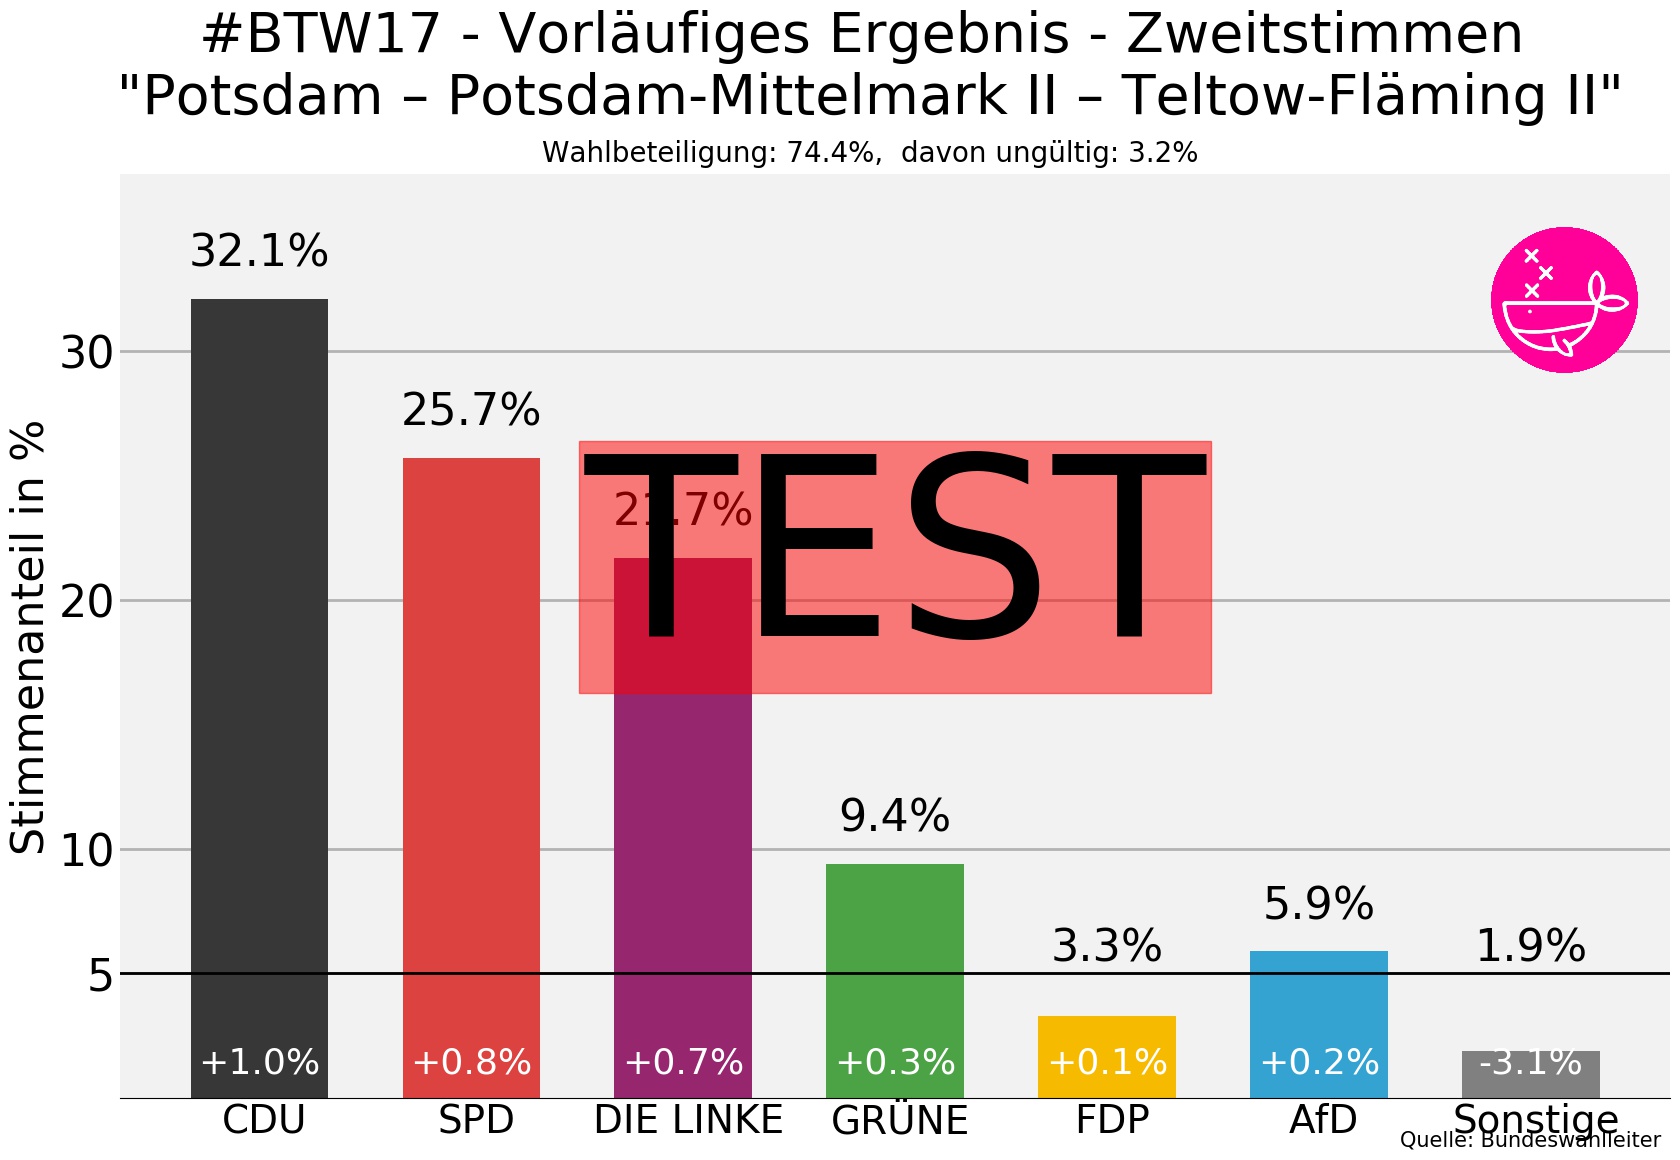 #BTW17 - Vorläufiges Ergebnis - Zweitstimmen
"Potsdam – Potsdam-Mittelmark II – Teltow-Fläming II"
Wahlbeteiligung: 74.4%,  davon ungültig: 3.2%
Stimmenanteil in %
30
20
10
5
32.1%
25.7%
21.7%
TEST
9.4%
3.3%
5.9%
1.9%
+1.0% +0.8% +0.7% +0.3% +0.1% +0.2% -3.1%
CDU SPD DIE LINKE GRÜNE FDP AfD Sonstige
Quelle: Bundeswahlleiter